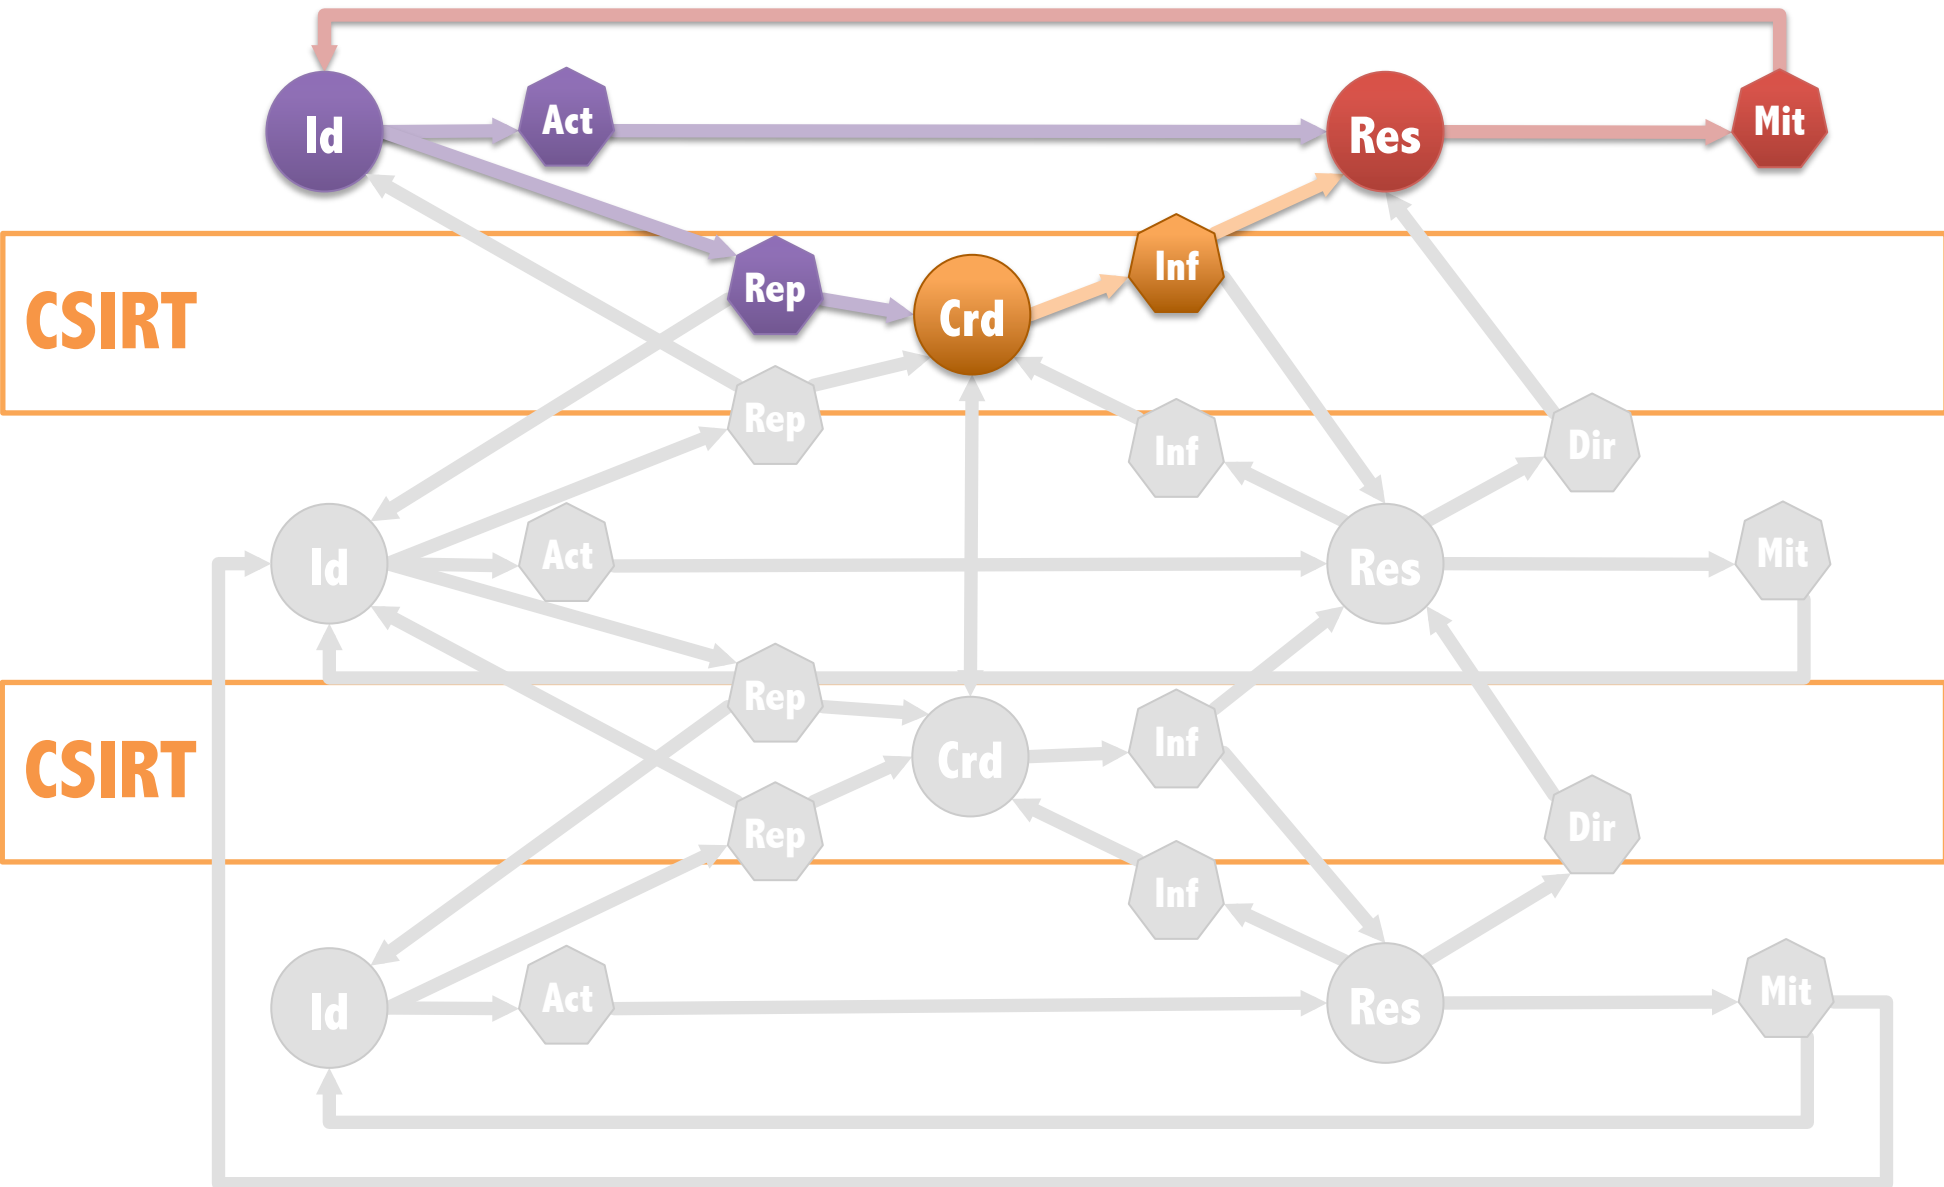 Id
Act
Res
Mit
Rep
Crd
Inf
CSIRT
Rep
Inf
Dir
Id
Act
Res
Mit
Rep
Crd
Inf
CSIRT
Rep
Inf
Dir
Id
Act
Res
Mit